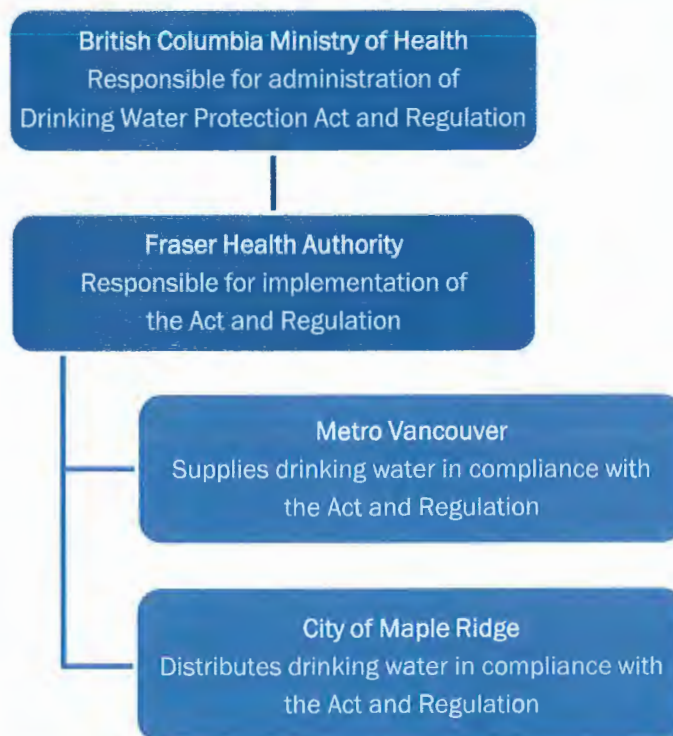 British Columbia Ministry of Health
Responsible for administration of
Drinking Water Protection Act and Regulation
Fraser Health Authority
Responsible for implementation of
the Act and Regulation
Metro Vancouver
Supplies drinking water in compliance with
the Act and Regulation
City of Maple Ridge
Distributes drinking water in compliance with
the Act and Regulation